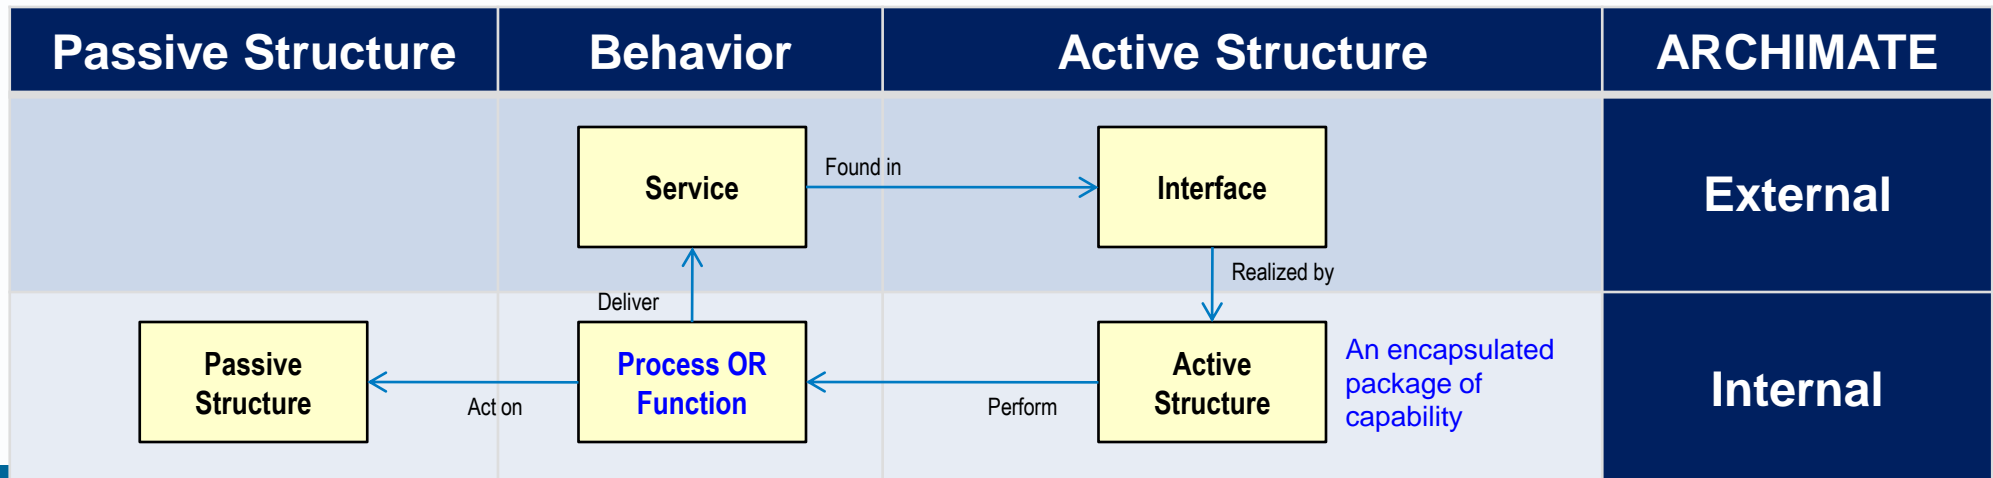 Passive Structure
Behavior
Active Structure
ARCHIMATE
Service
Found in
Interface
External
Realized by
Deliver
Passive
Structure
Act on
Process OR
Function
Perform
Active
Structure
An encapsulated
package of
capability
Internal